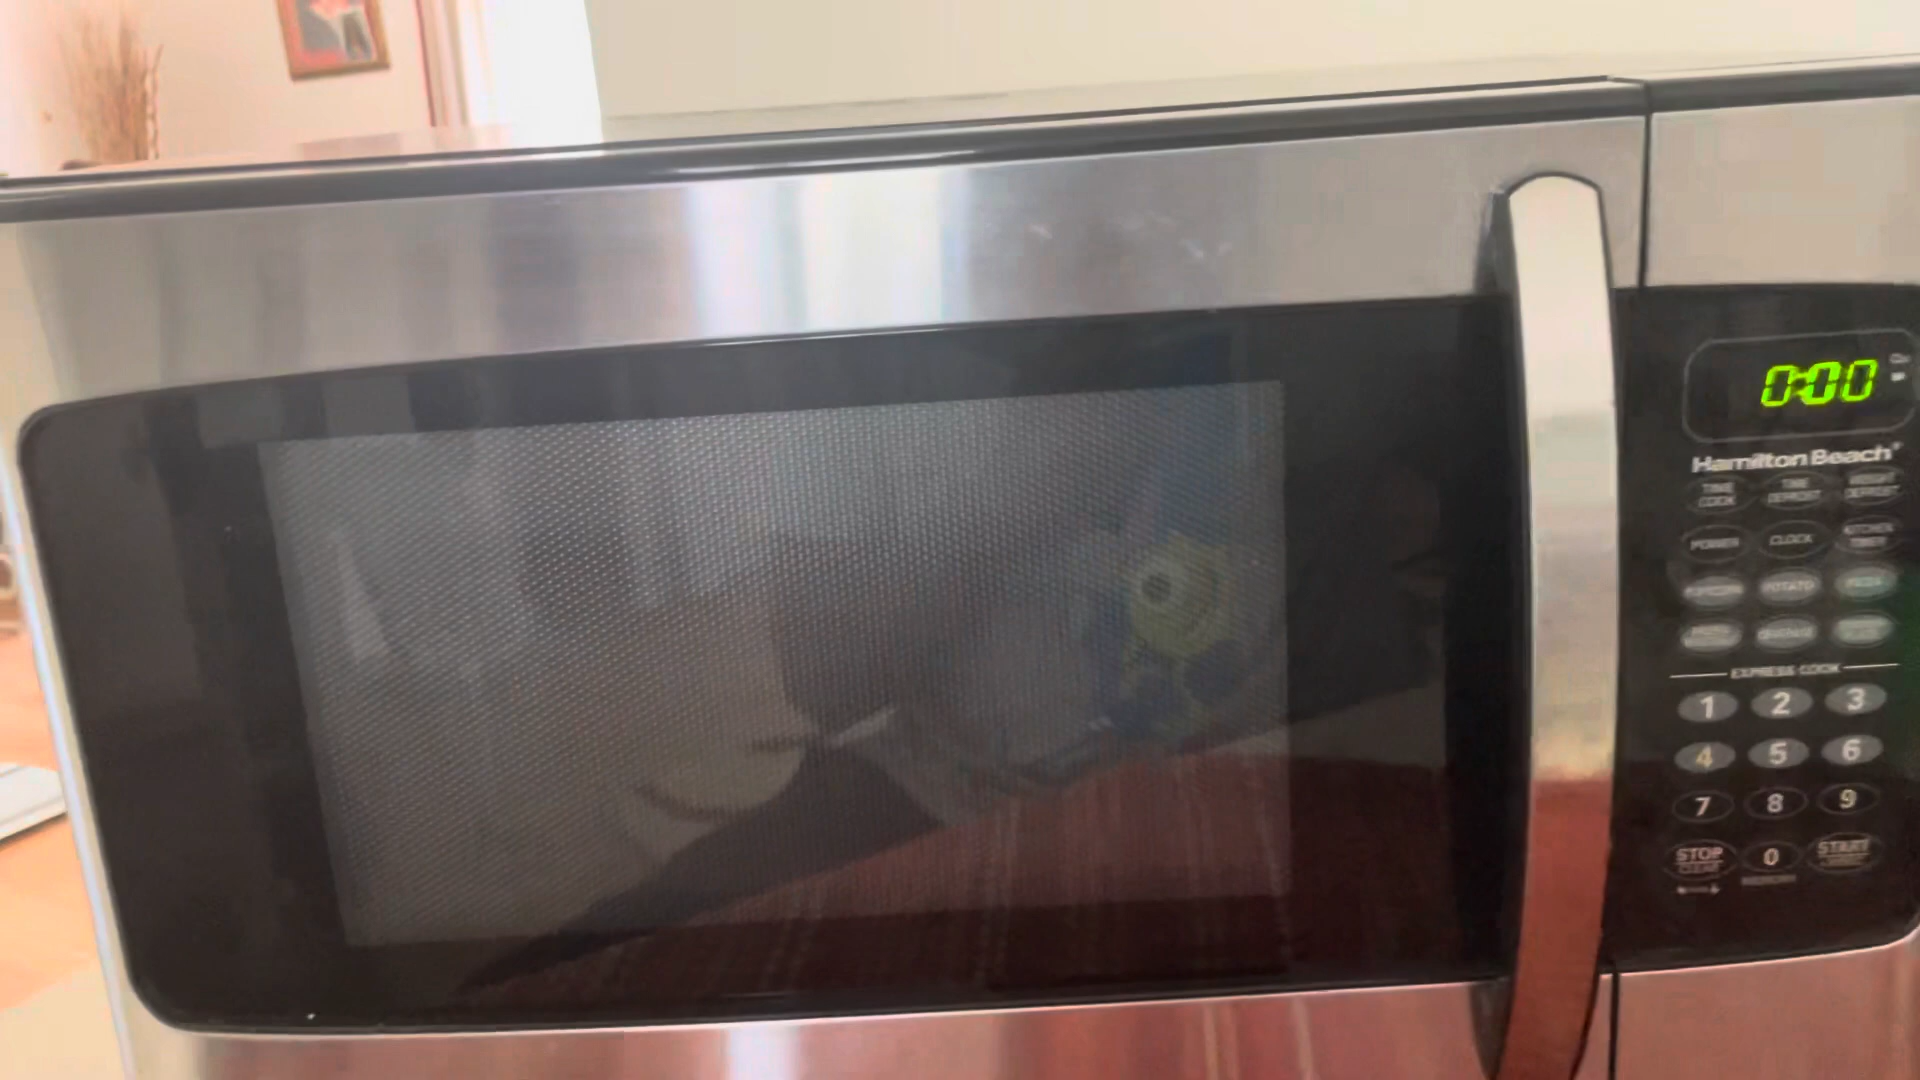 0:00
Hamilton Beach
TIME COOK TIME DEFROST WEIGHT DEFROST
POWER CLOCK KITCHEN TIMER
POPCORN POTATO PIZZA
BEVERAGE
EXPRESS COOK
1 2 3
4 5 6
7 8 9
STOP CLEAR 0 START
MEMORY